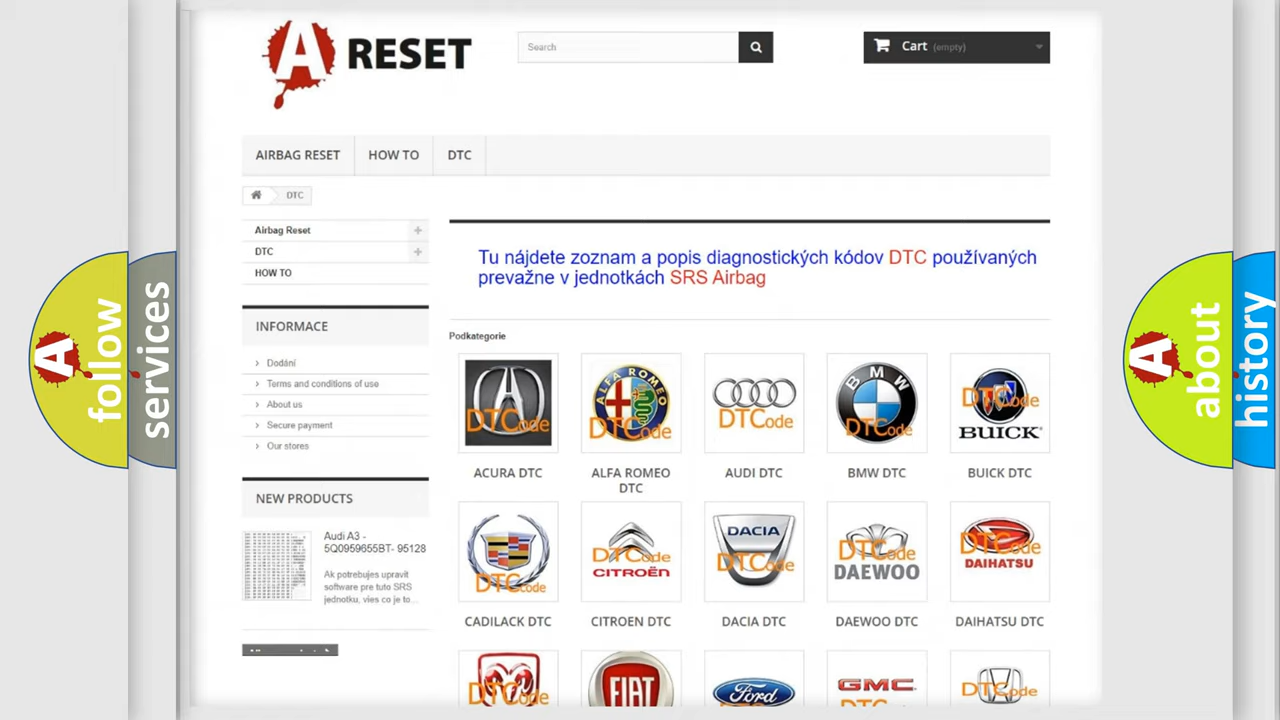 A RESET
Search
Cart (empty)
AIRBAG RESET
HOW TO
DTC
DTC
Airbag Reset
DTC
HOW TO
Tu nájdete zoznam a popis diagnostických kódov DTC používaných
prevažne v jednotkách SRS Airbag
INFORMACE
Dodání
Terms and conditions of use
About us
Secure payment
Our stores
Podkategorie
DTCode
ALFA ROMEO
DTCode
DTCode
BMW
DTCode
DTCode
BUICK
ACURA DTC
ALFA ROMEO
DTC
AUDI DTC
BMW DTC
BUICK DTC
NEW PRODUCTS
Audi A3 -
5Q0959655BT- 95128
Ak potrebujes upravit
software pre tuto SRS
jednotku, vies co je to...
DTCode
DTCode
CITROËN
DACIA
DTCode
DTCode
DAEWOO
DTCode
DAIHATSU
CADILACK DTC
CITROEN DTC
DACIA DTC
DAEWOO DTC
DAIHATSU DTC
DTCode
FIAT
Ford
GMC
DTCode
A follow
services
A about
history